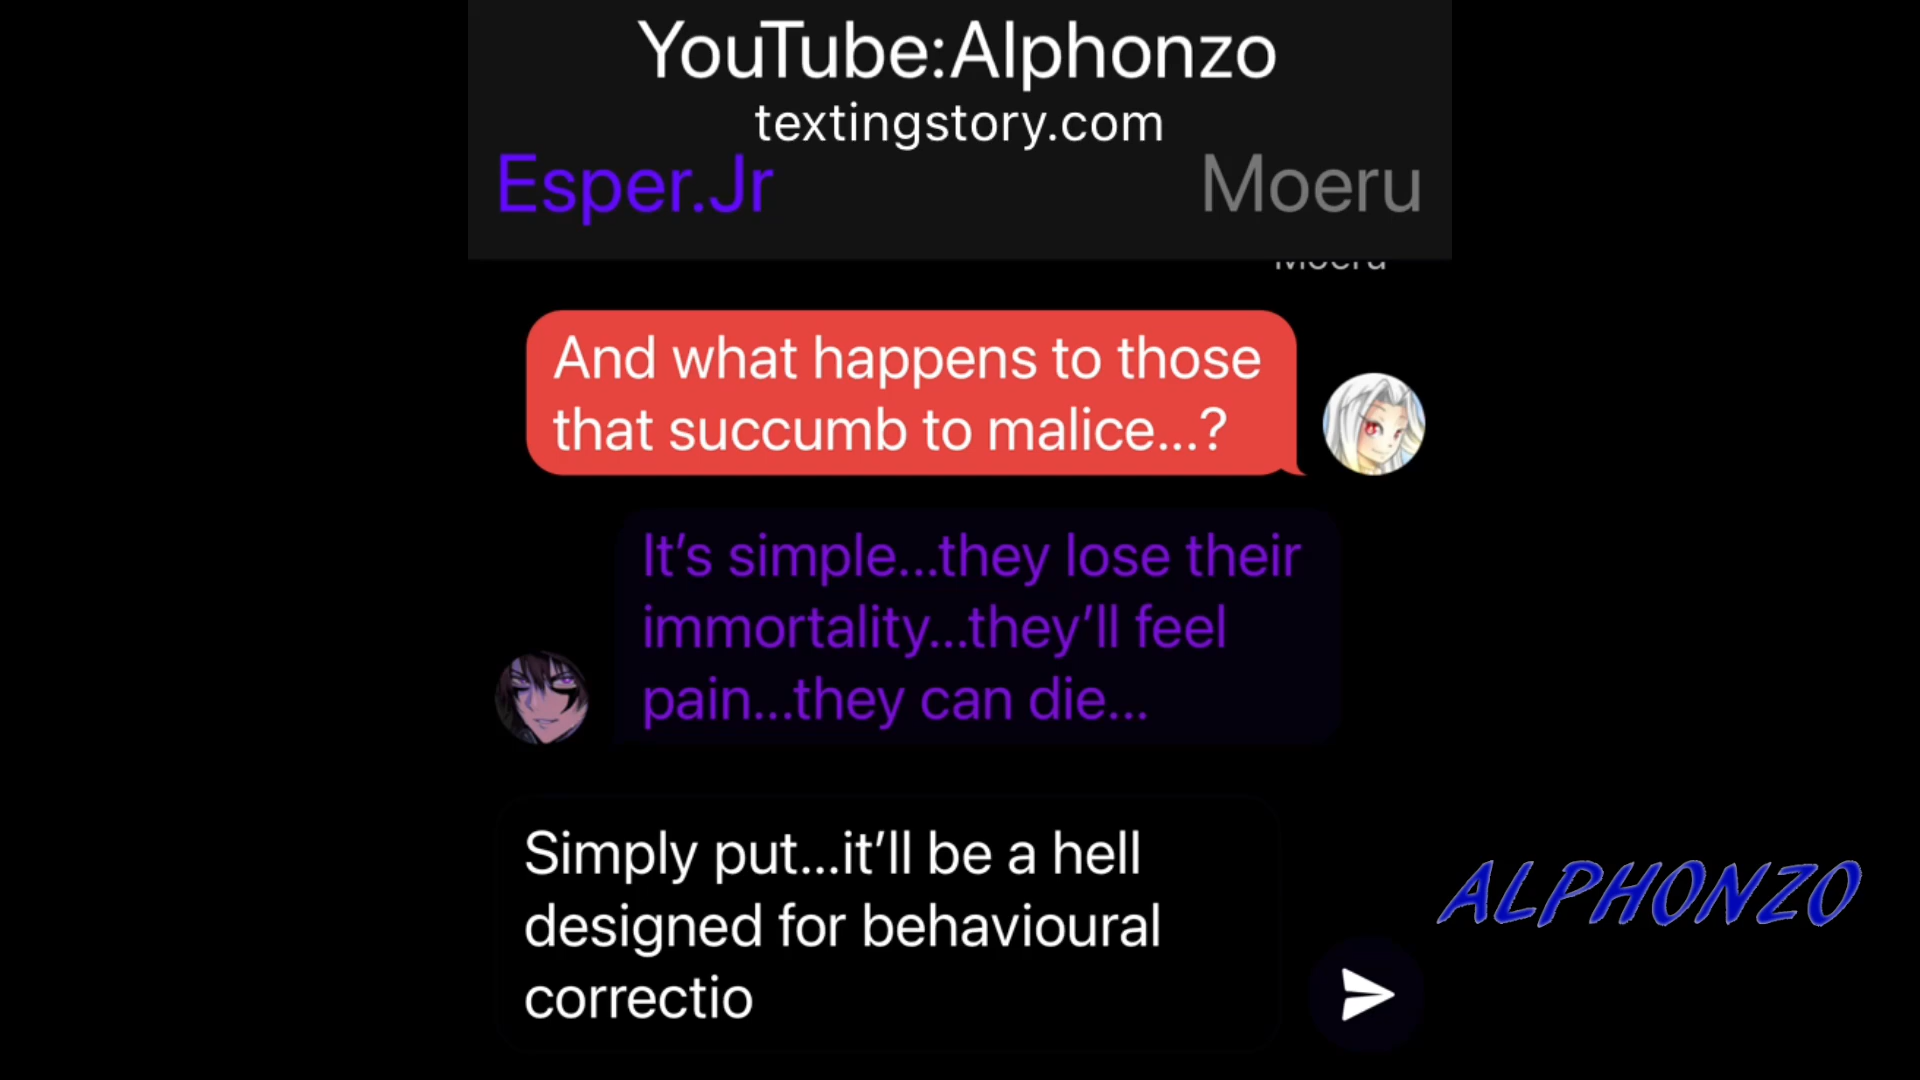 YouTube:Alphonzo
textingstory.com
Esper.Jr
Moeru
Moeru
And what happens to those
that succumb to malice...?
It’s simple...they lose their
immortality...they’ll feel
pain...they can die...
Simply put...it’ll be a hell
designed for behavioural
correctio
ALPHONZO